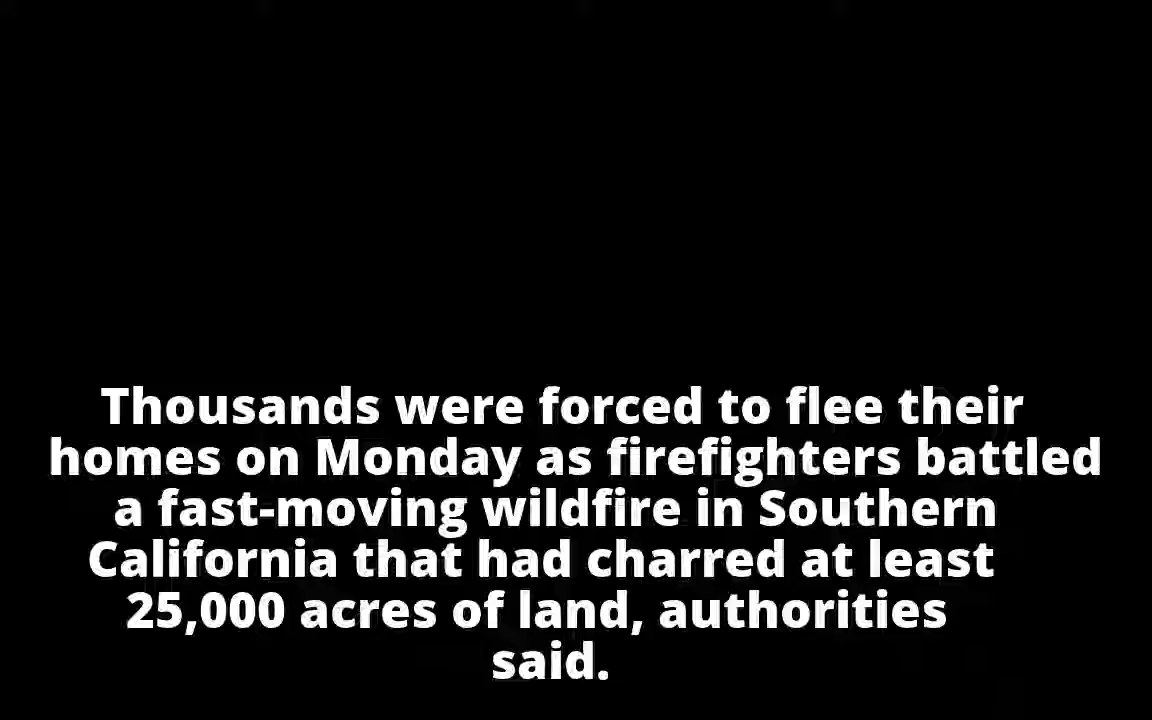 Thousands were forced to flee their
homes on Monday as firefighters battled
a fast-moving wildfire in Southern
California that had charred at least
25,000 acres of land, authorities
said.